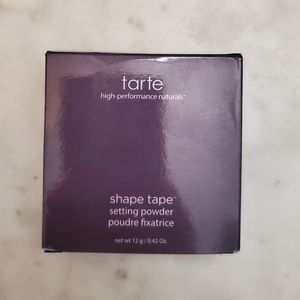 tarte
high-performance naturals™
shape tape™
setting powder
poudre fixatrice
net wt 12 g / 0.42 Oz.